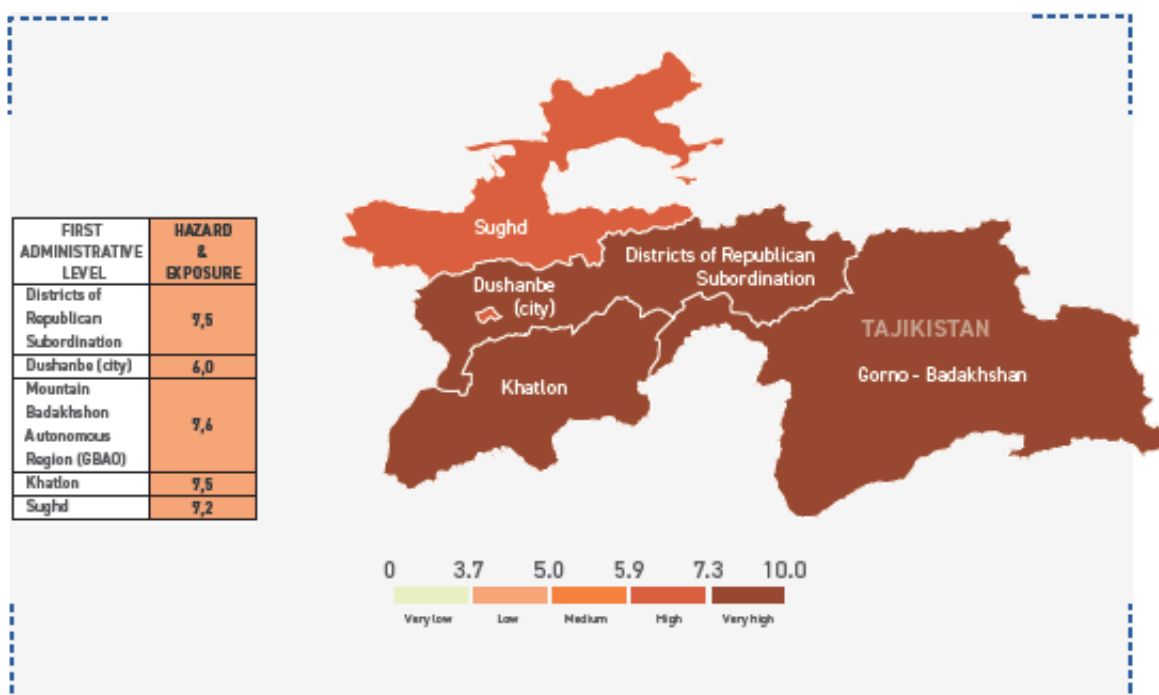 FIRST
ADMINISTRATIVE
LEVEL
HAZARD
&
EXPOSURE
Districts of
Republican
Subordination
7,5
Dushanbe (city)
6,0
Mountain
Badakhshon
Autonomous
Region (GBAO)
7,6
Khatlon
7,5
Sughd
7,2
Sughd
Districts of Republican
Subordination
Dushanbe
(city)
TAJIKISTAN
Khatlon
Gorno - Badakhshan
0 3.7 5.0 5.9 7.3 10.0
Very low Low Medium High Very high